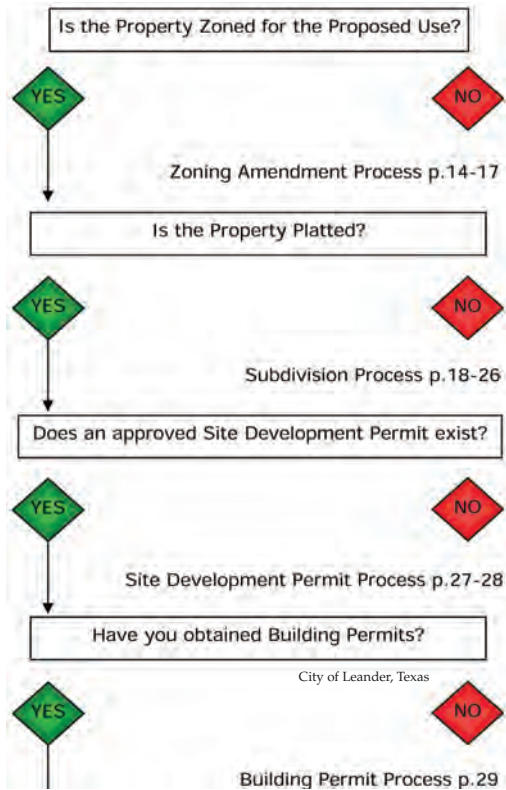 Is the Property Zoned for the Proposed Use?
YES
NO
Zoning Amendment Process p.14-17
Is the Property Platted?
YES
NO
Subdivision Process p.18-26
Does an approved Site Development Permit exist?
YES
NO
Site Development Permit Process p.27-28
Have you obtained Building Permits?
City of Leander, Texas
YES
NO
Building Permit Process p.29